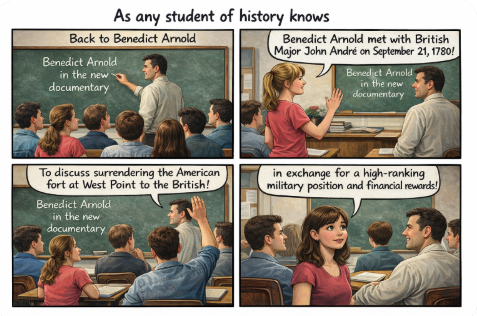 As any student of history knows
Back to Benedict Arnold
Benedict Arnold
in the new
documentary
Benedict Arnold met with British
Major John André on September 21, 1780!
Benedict Arnold
in the new
documentary
To discuss surrendering the American
fort at West Point to the British!
Benedict Arnold
in the new
documentary
in exchange for a high-ranking
military position and financial rewards!